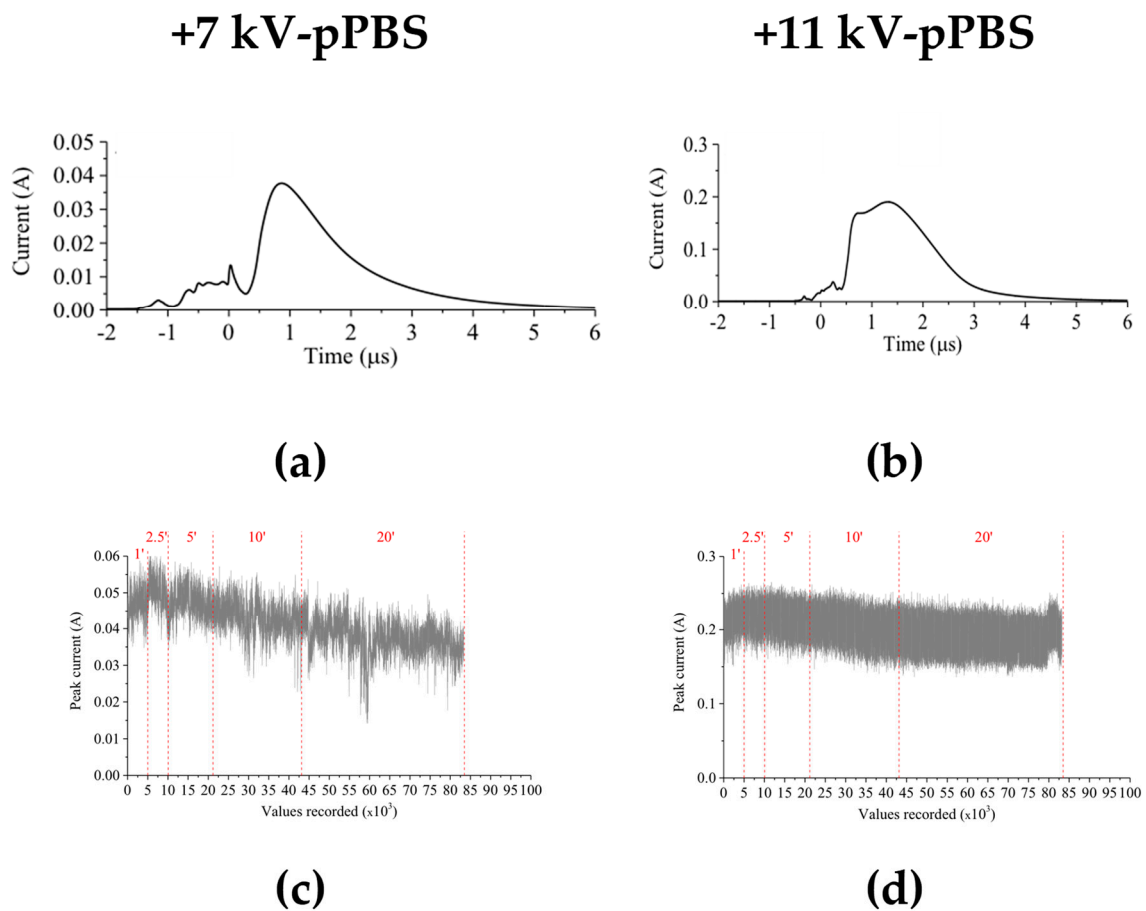 +7 kV-pPBS
+11 kV-pPBS
Current (A)
0.05
0.04
0.03
0.02
0.01
0.00
-2 -1 0 1 2 3 4 5 6
Time (μs)
Current (A)
0.3
0.2
0.1
0.0
-2 -1 0 1 2 3 4 5 6
Time (μs)
(a)
(b)
1' 2.5' 5' 10' 20'
Peak current (A)
0.06
0.05
0.04
0.03
0.02
0.01
0.00
0 5 10 15 20 25 30 35 40 45 50 55 60 65 70 75 80 85 90 95 100
Values recorded (x10³)
1' 2.5' 5' 10' 20'
Peak current (A)
0.3
0.2
0.1
0.0
0 5 10 15 20 25 30 35 40 45 50 55 60 65 70 75 80 85 90 95 100
Values recorded (x10³)
(c)
(d)